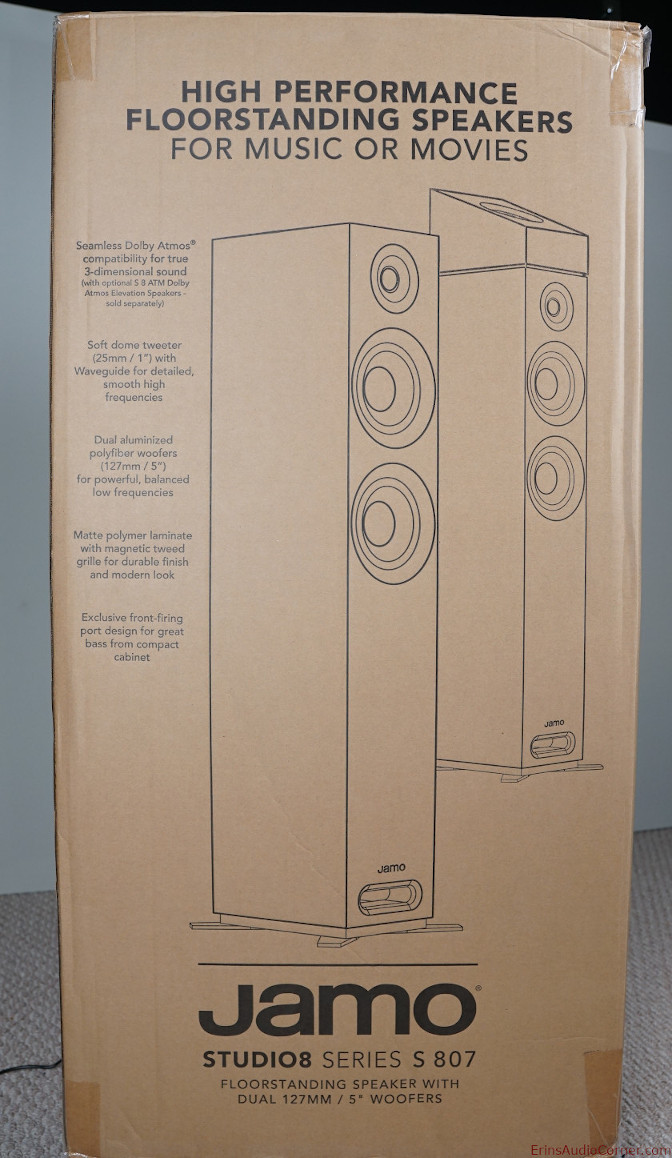 HIGH PERFORMANCE
FLOORSTANDING SPEAKERS
FOR MUSIC OR MOVIES
Seamless Dolby Atmos®
compatibility for true
3-dimensional sound
(with optional S 8 ATM Dolby
Atmos Elevation Speakers -
sold separately)
Soft dome tweeter
(25mm / 1") with
Waveguide for detailed,
smooth high
frequencies
Dual aluminized
polyfiber woofers
(127mm / 5")
for powerful, balanced
low frequencies
Matte polymer laminate
with magnetic tweed
grille for durable finish
and modern look
Exclusive front-firing
port design for great
bass from compact
cabinet
Jamo
Jamo
Jamo®
STUDIO8 SERIES S 807
FLOORSTANDING SPEAKER WITH
DUAL 127MM / 5" WOOFERS
ErinsAudioCorner.com